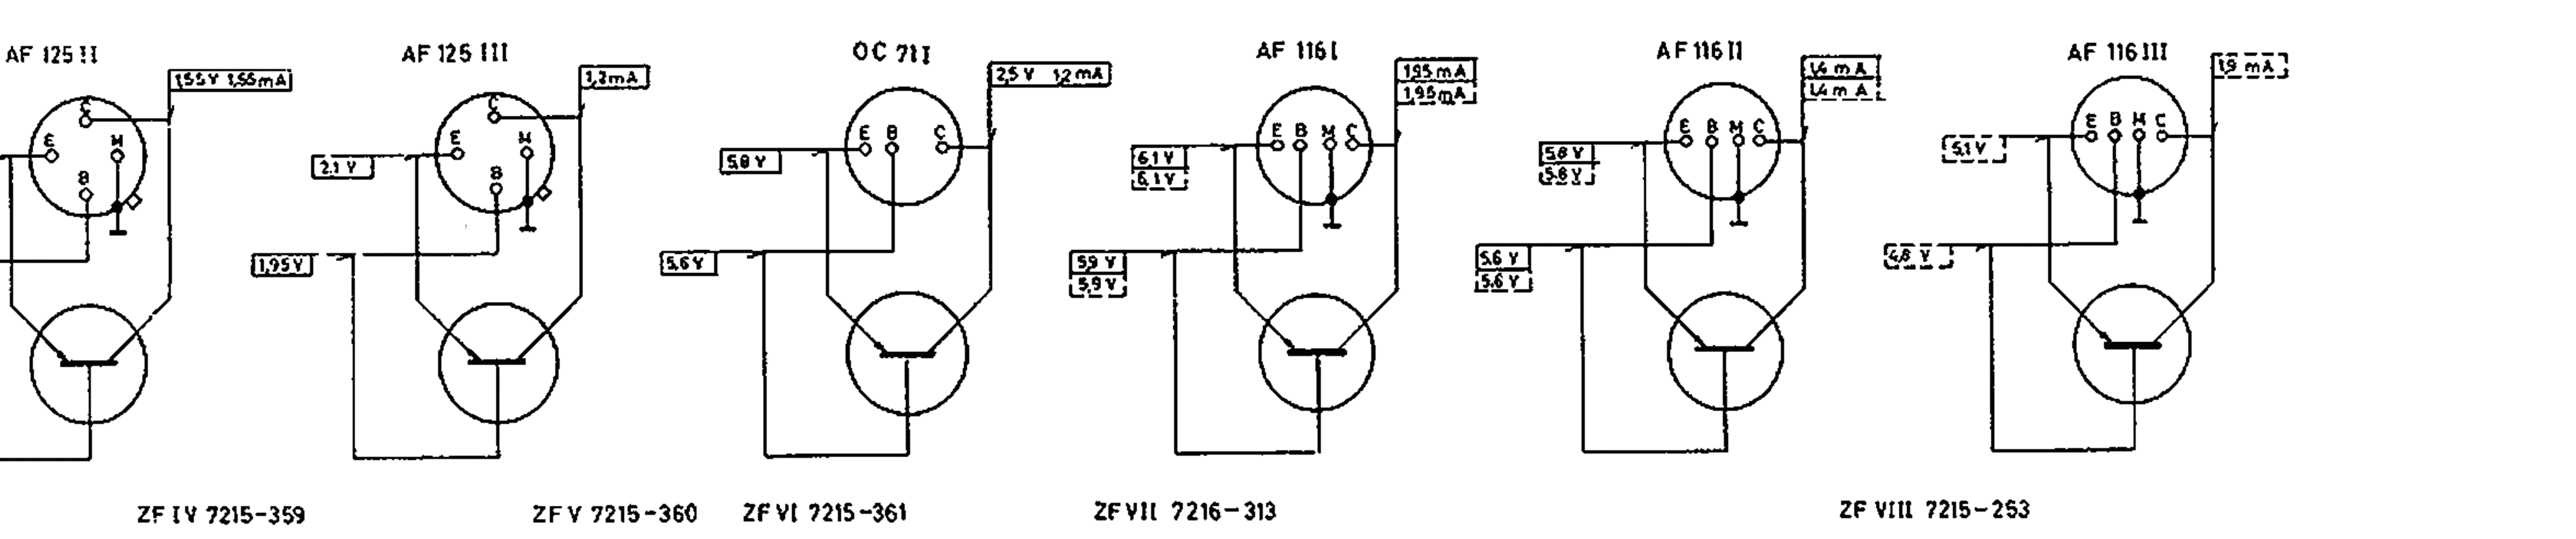 AF 125 II
AF 125 III
OC 71 I
AF 116 I
AF 116 II
AF 116 III
1,55 V 1,55 mA
1,2 mA
2,5 V 1,2 mA
1,95 mA
1,95 mA
1,4 mA
1,4 mA
1,9 mA
C
E
M
B
C
E
M
B
E B C
E B M C
E B M C
E B M C
2,1 V
5,8 V
6,1 V
6,1 V
5,8 V
5,8 V
5,1 V
1,95 V
5,6 V
5,9 V
5,9 V
5,6 V
5,6 V
4,8 V
ZF IV 7215-359
ZF V 7215-360
ZF VI 7215-361
ZF VII 7216-313
ZF VIII 7215-253